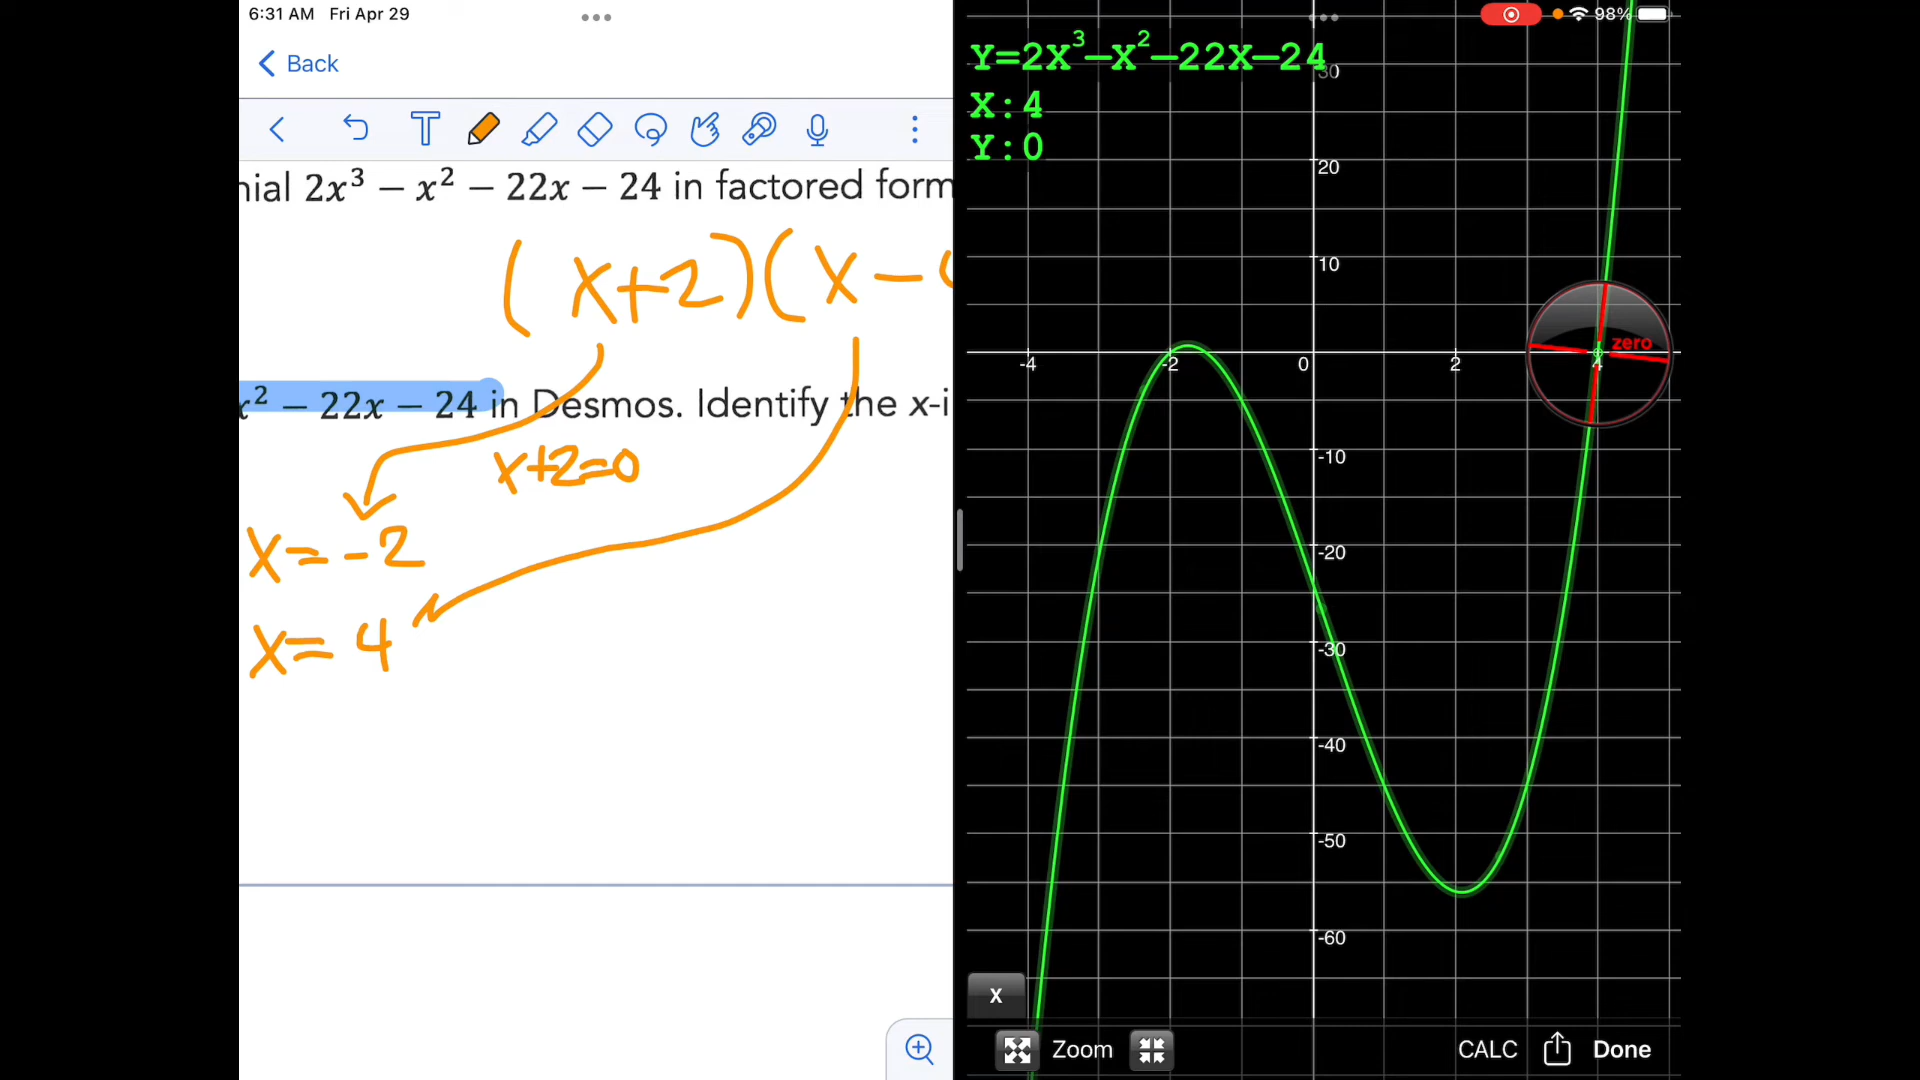 6:31 AM Fri Apr 29
Back
nial 2x³ − x² − 22x − 24 in factored form
(x+2)(x−
x² − 22x − 24 in Desmos. Identify the x-i
x+2=0
x= -2
x= 4
98%
Y=2X³−X²−22X−24
X:4
Y:0
30
20
10
zero
-4 -2 0 2 4
-10
-20
-30
-40
-50
-60
x
Zoom CALC Done